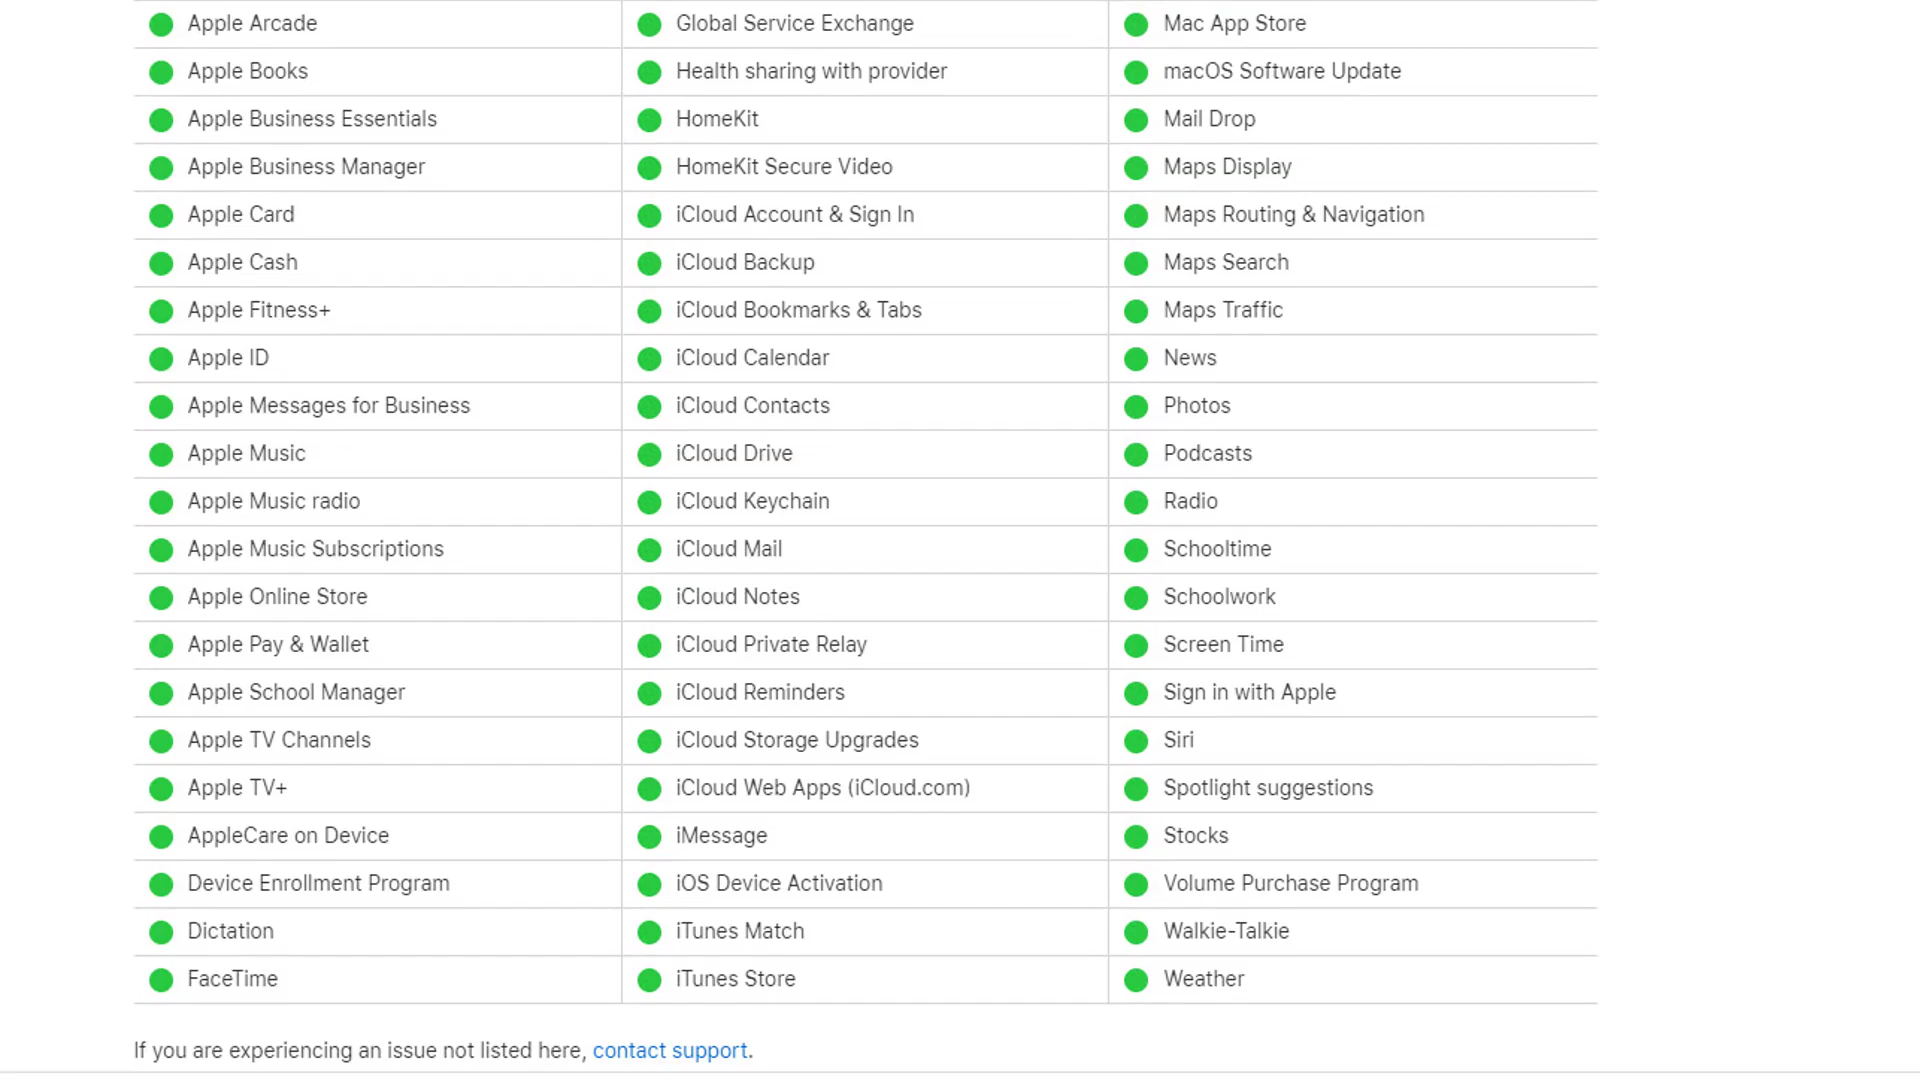 Apple Arcade
Global Service Exchange
Mac App Store
Apple Books
Health sharing with provider
macOS Software Update
Apple Business Essentials
HomeKit
Mail Drop
Apple Business Manager
HomeKit Secure Video
Maps Display
Apple Card
iCloud Account & Sign In
Maps Routing & Navigation
Apple Cash
iCloud Backup
Maps Search
Apple Fitness+
iCloud Bookmarks & Tabs
Maps Traffic
Apple ID
iCloud Calendar
News
Apple Messages for Business
iCloud Contacts
Photos
Apple Music
iCloud Drive
Podcasts
Apple Music radio
iCloud Keychain
Radio
Apple Music Subscriptions
iCloud Mail
Schooltime
Apple Online Store
iCloud Notes
Schoolwork
Apple Pay & Wallet
iCloud Private Relay
Screen Time
Apple School Manager
iCloud Reminders
Sign in with Apple
Apple TV Channels
iCloud Storage Upgrades
Siri
Apple TV+
iCloud Web Apps (iCloud.com)
Spotlight suggestions
AppleCare on Device
iMessage
Stocks
Device Enrollment Program
iOS Device Activation
Volume Purchase Program
Dictation
iTunes Match
Walkie-Talkie
FaceTime
iTunes Store
Weather
If you are experiencing an issue not listed here, contact support.